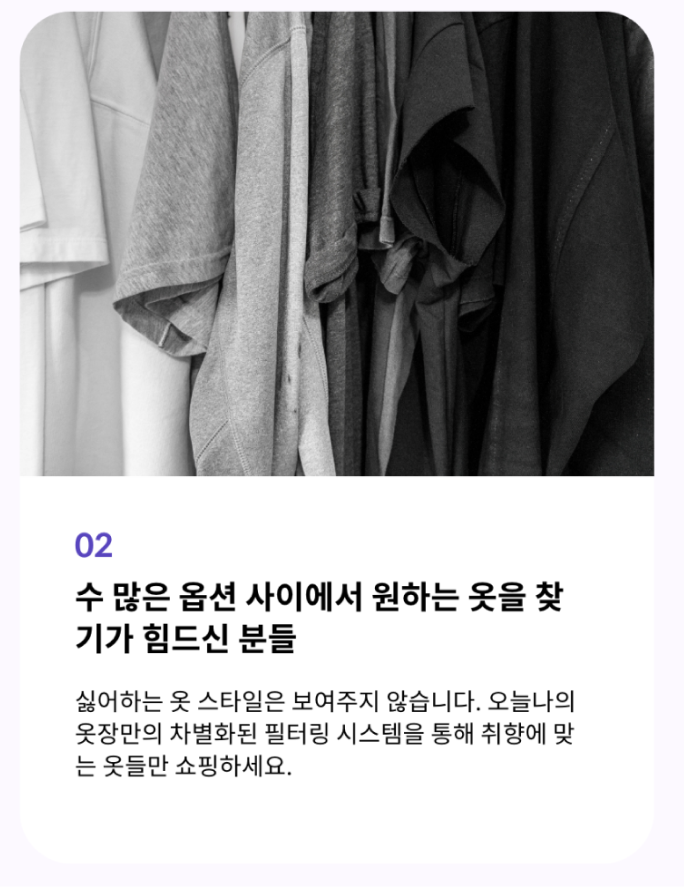 02
수 많은 옵션 사이에서 원하는 옷을 찾
기가 힘드신 분들
싫어하는 옷 스타일은 보여주지 않습니다. 오늘나의
옷장만의 차별화된 필터링 시스템을 통해 취향에 맞
는 옷들만 쇼핑하세요.